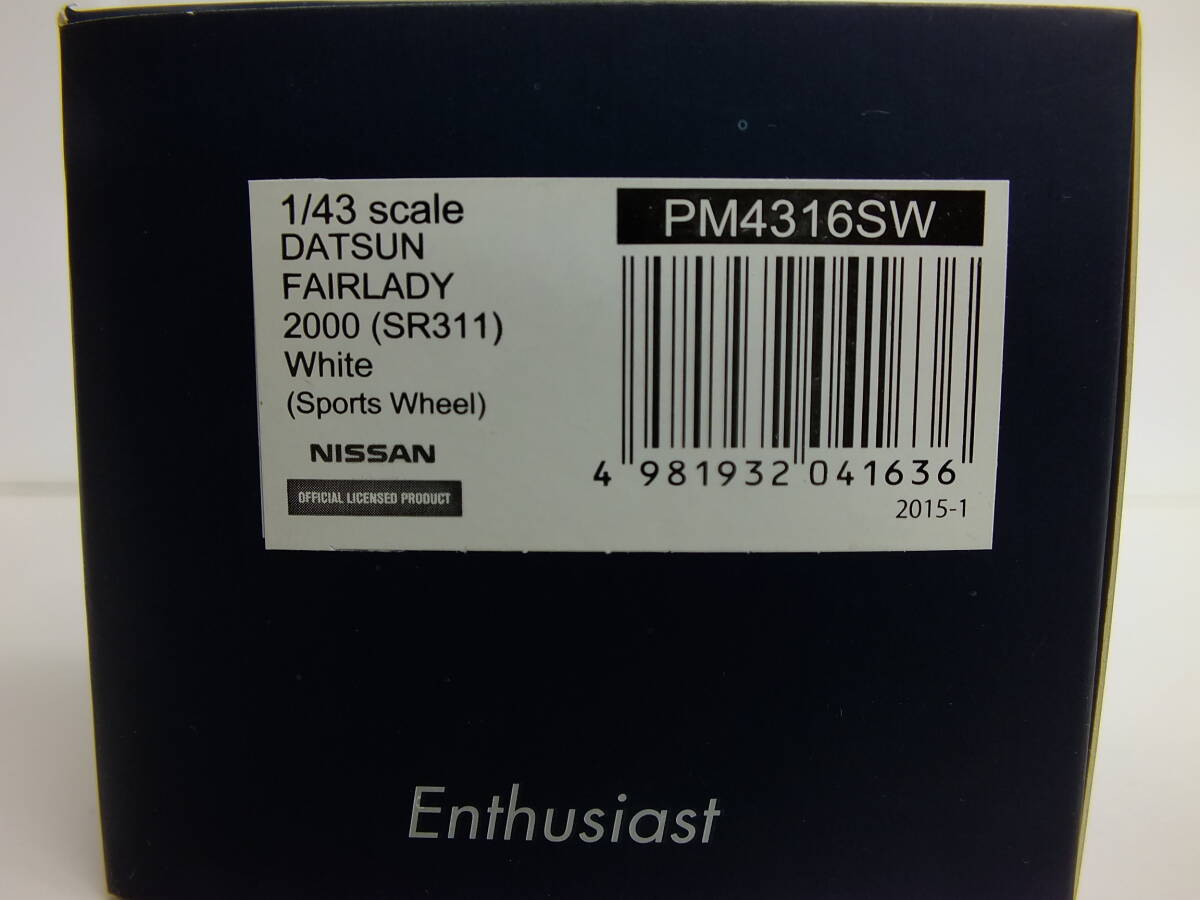 1/43 scale
DATSUN
FAIRLADY
2000 (SR311)
White
(Sports Wheel)
NISSAN
OFFICIAL LICENSED PRODUCT
PM4316SW
4 981932 041636
2015-1
Enthusiast